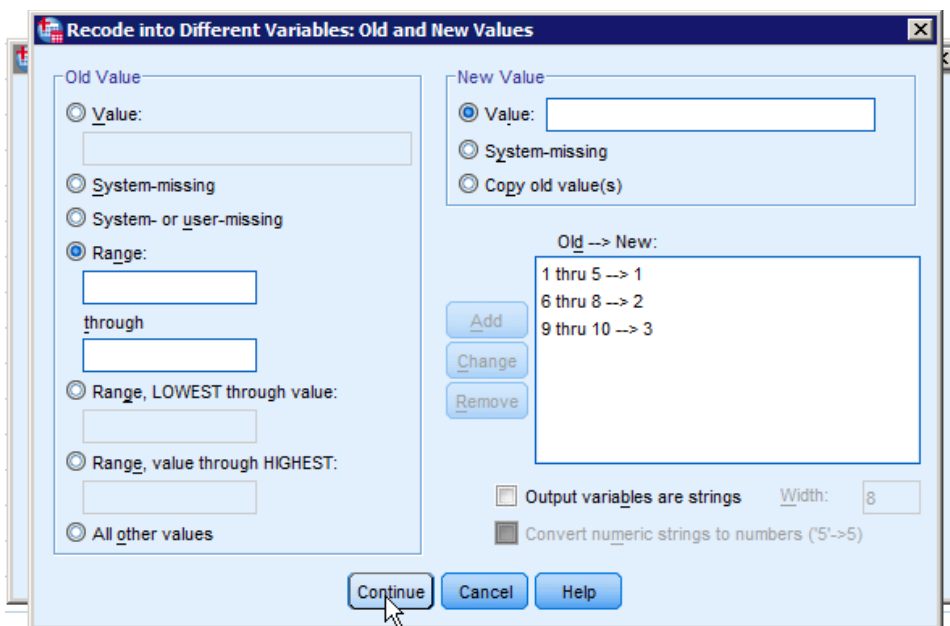 Recode into Different Variables: Old and New Values
Old Value
Value:
System-missing
System- or user-missing
Range:
through
Range, LOWEST through value:
Range, value through HIGHEST:
All other values
New Value
Value:
System-missing
Copy old value(s)
Old --> New:
1 thru 5 --> 1
6 thru 8 --> 2
9 thru 10 --> 3
Add
Change
Remove
Output variables are strings Width: 8
Convert numeric strings to numbers ('5'->5)
Continue Cancel Help